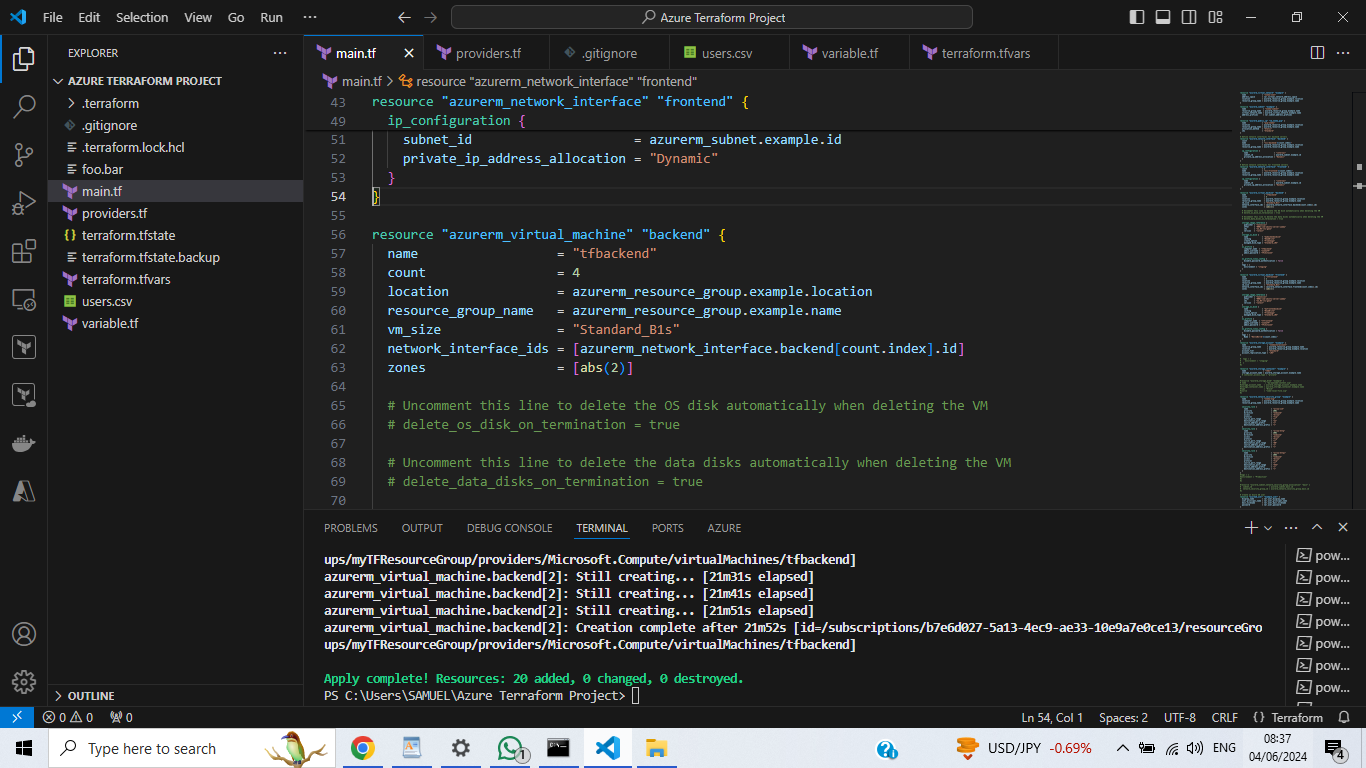 File Edit Selection View Go Run ··· Azure Terraform Project
EXPLORER ···
AZURE TERRAFORM PROJECT
.terraform
.gitignore
.terraform.lock.hcl
foo.bar
main.tf
providers.tf
terraform.tfstate
terraform.tfstate.backup
terraform.tfvars
users.csv
variable.tf
OUTLINE
main.tf providers.tf .gitignore users.csv variable.tf terraform.tfvars
main.tf > resource "azurerm_network_interface" "frontend"
43 resource "azurerm_network_interface" "frontend" {
49 ip_configuration {
51 subnet_id = azurerm_subnet.example.id
52 private_ip_address_allocation = "Dynamic"
53 }
54 }
55
56 resource "azurerm_virtual_machine" "backend" {
57 name = "tfbackend"
58 count = 4
59 location = azurerm_resource_group.example.location
60 resource_group_name = azurerm_resource_group.example.name
61 vm_size = "Standard_B1s"
62 network_interface_ids = [azurerm_network_interface.backend[count.index].id]
63 zones = [abs(2)]
64
65 # Uncomment this line to delete the OS disk automatically when deleting the VM
66 # delete_os_disk_on_termination = true
67
68 # Uncomment this line to delete the data disks automatically when deleting the VM
69 # delete_data_disks_on_termination = true
70
PROBLEMS OUTPUT DEBUG CONSOLE TERMINAL PORTS AZURE
ups/myTFResourceGroup/providers/Microsoft.Compute/virtualMachines/tfbackend]
azurerm_virtual_machine.backend[2]: Still creating... [21m31s elapsed]
azurerm_virtual_machine.backend[2]: Still creating... [21m41s elapsed]
azurerm_virtual_machine.backend[2]: Still creating... [21m51s elapsed]
azurerm_virtual_machine.backend[2]: Creation complete after 21m52s [id=/subscriptions/b7e6d027-5a13-4ec9-ae33-10e9a7e0ce13/resourceGro
ups/myTFResourceGroup/providers/Microsoft.Compute/virtualMachines/tfbackend]
Apply complete! Resources: 20 added, 0 changed, 0 destroyed.
PS C:\Users\SAMUEL\Azure Terraform Project>
pow...
pow...
pow...
pow...
pow...
pow...
pow...
0 0 0 Ln 54, Col 1 Spaces: 2 UTF-8 CRLF {} Terraform
Type here to search 1 USD/JPY -0.69% ENG 08:37
04/06/2024 4